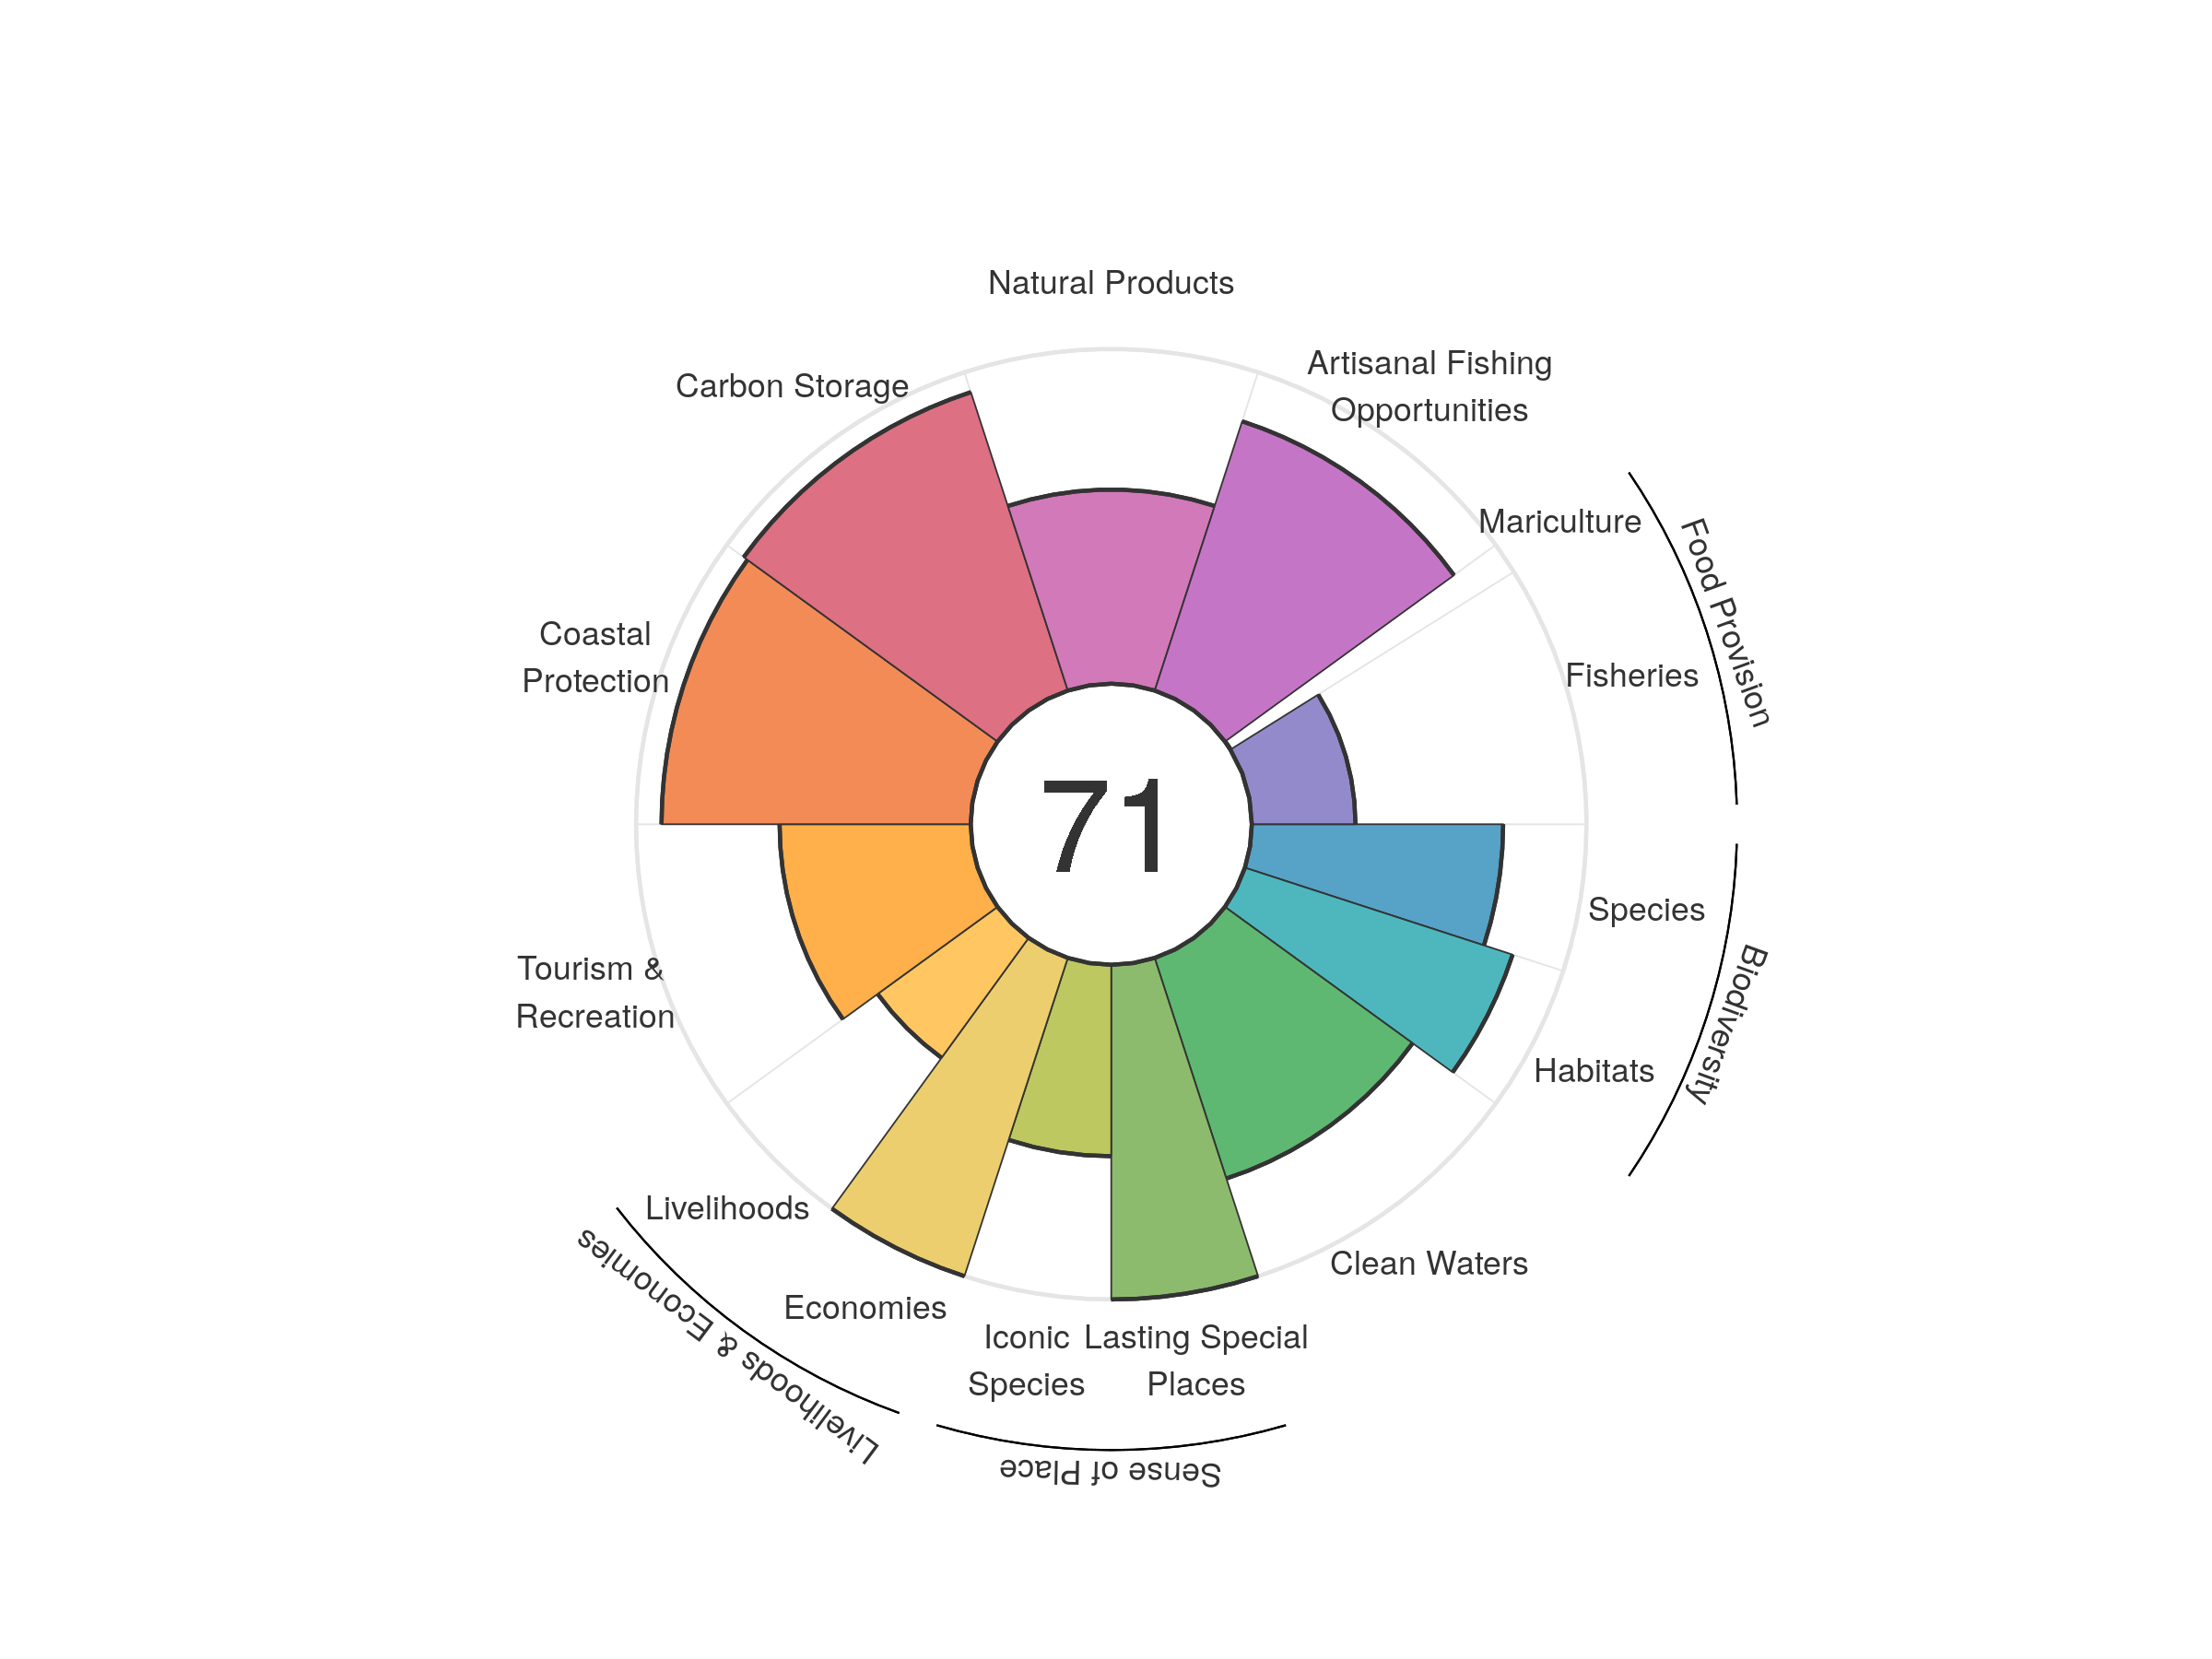 Natural Products
Artisanal Fishing
Opportunities
Carbon Storage
Mariculture
Food Provision
Coastal
Protection
Fisheries
71
Species
Biodiversity
Tourism &
Recreation
Habitats
Livelihoods
Clean Waters
Livelihoods & Economies
Economies
Iconic
Species
Lasting Special
Places
Sense of Place